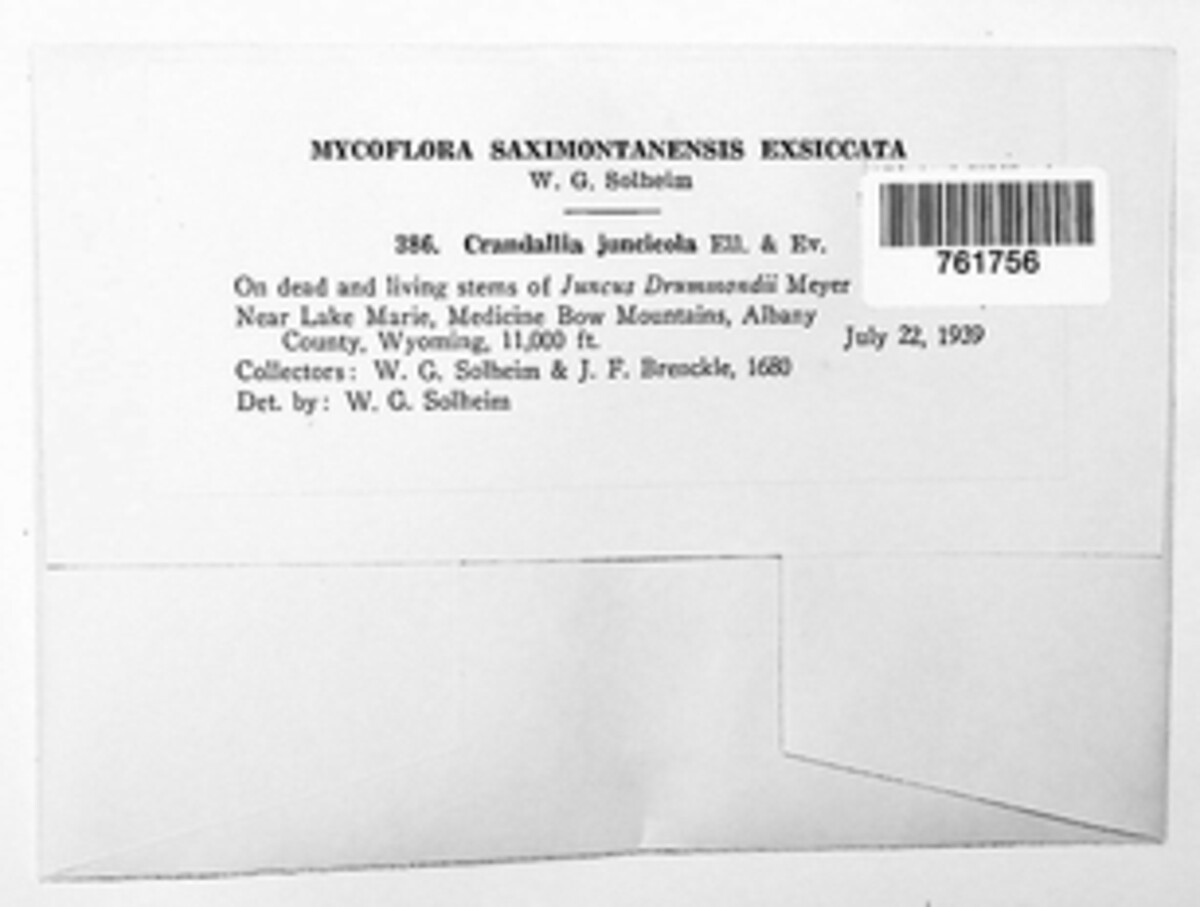 MYCOFLORA SAXIMONTANENSIS EXSICCATA
W. G. Solheim
386. Crandallia juncicola Ell. & Ev.
761756
On dead and living stems of Juncus Drummondii Meyer
Near Lake Marie, Medicine Bow Mountains, Albany
County, Wyoming, 11,000 ft. July 22, 1939
Collectors: W. G. Solheim & J. F. Brenckle, 1680
Det. by: W. G. Solheim